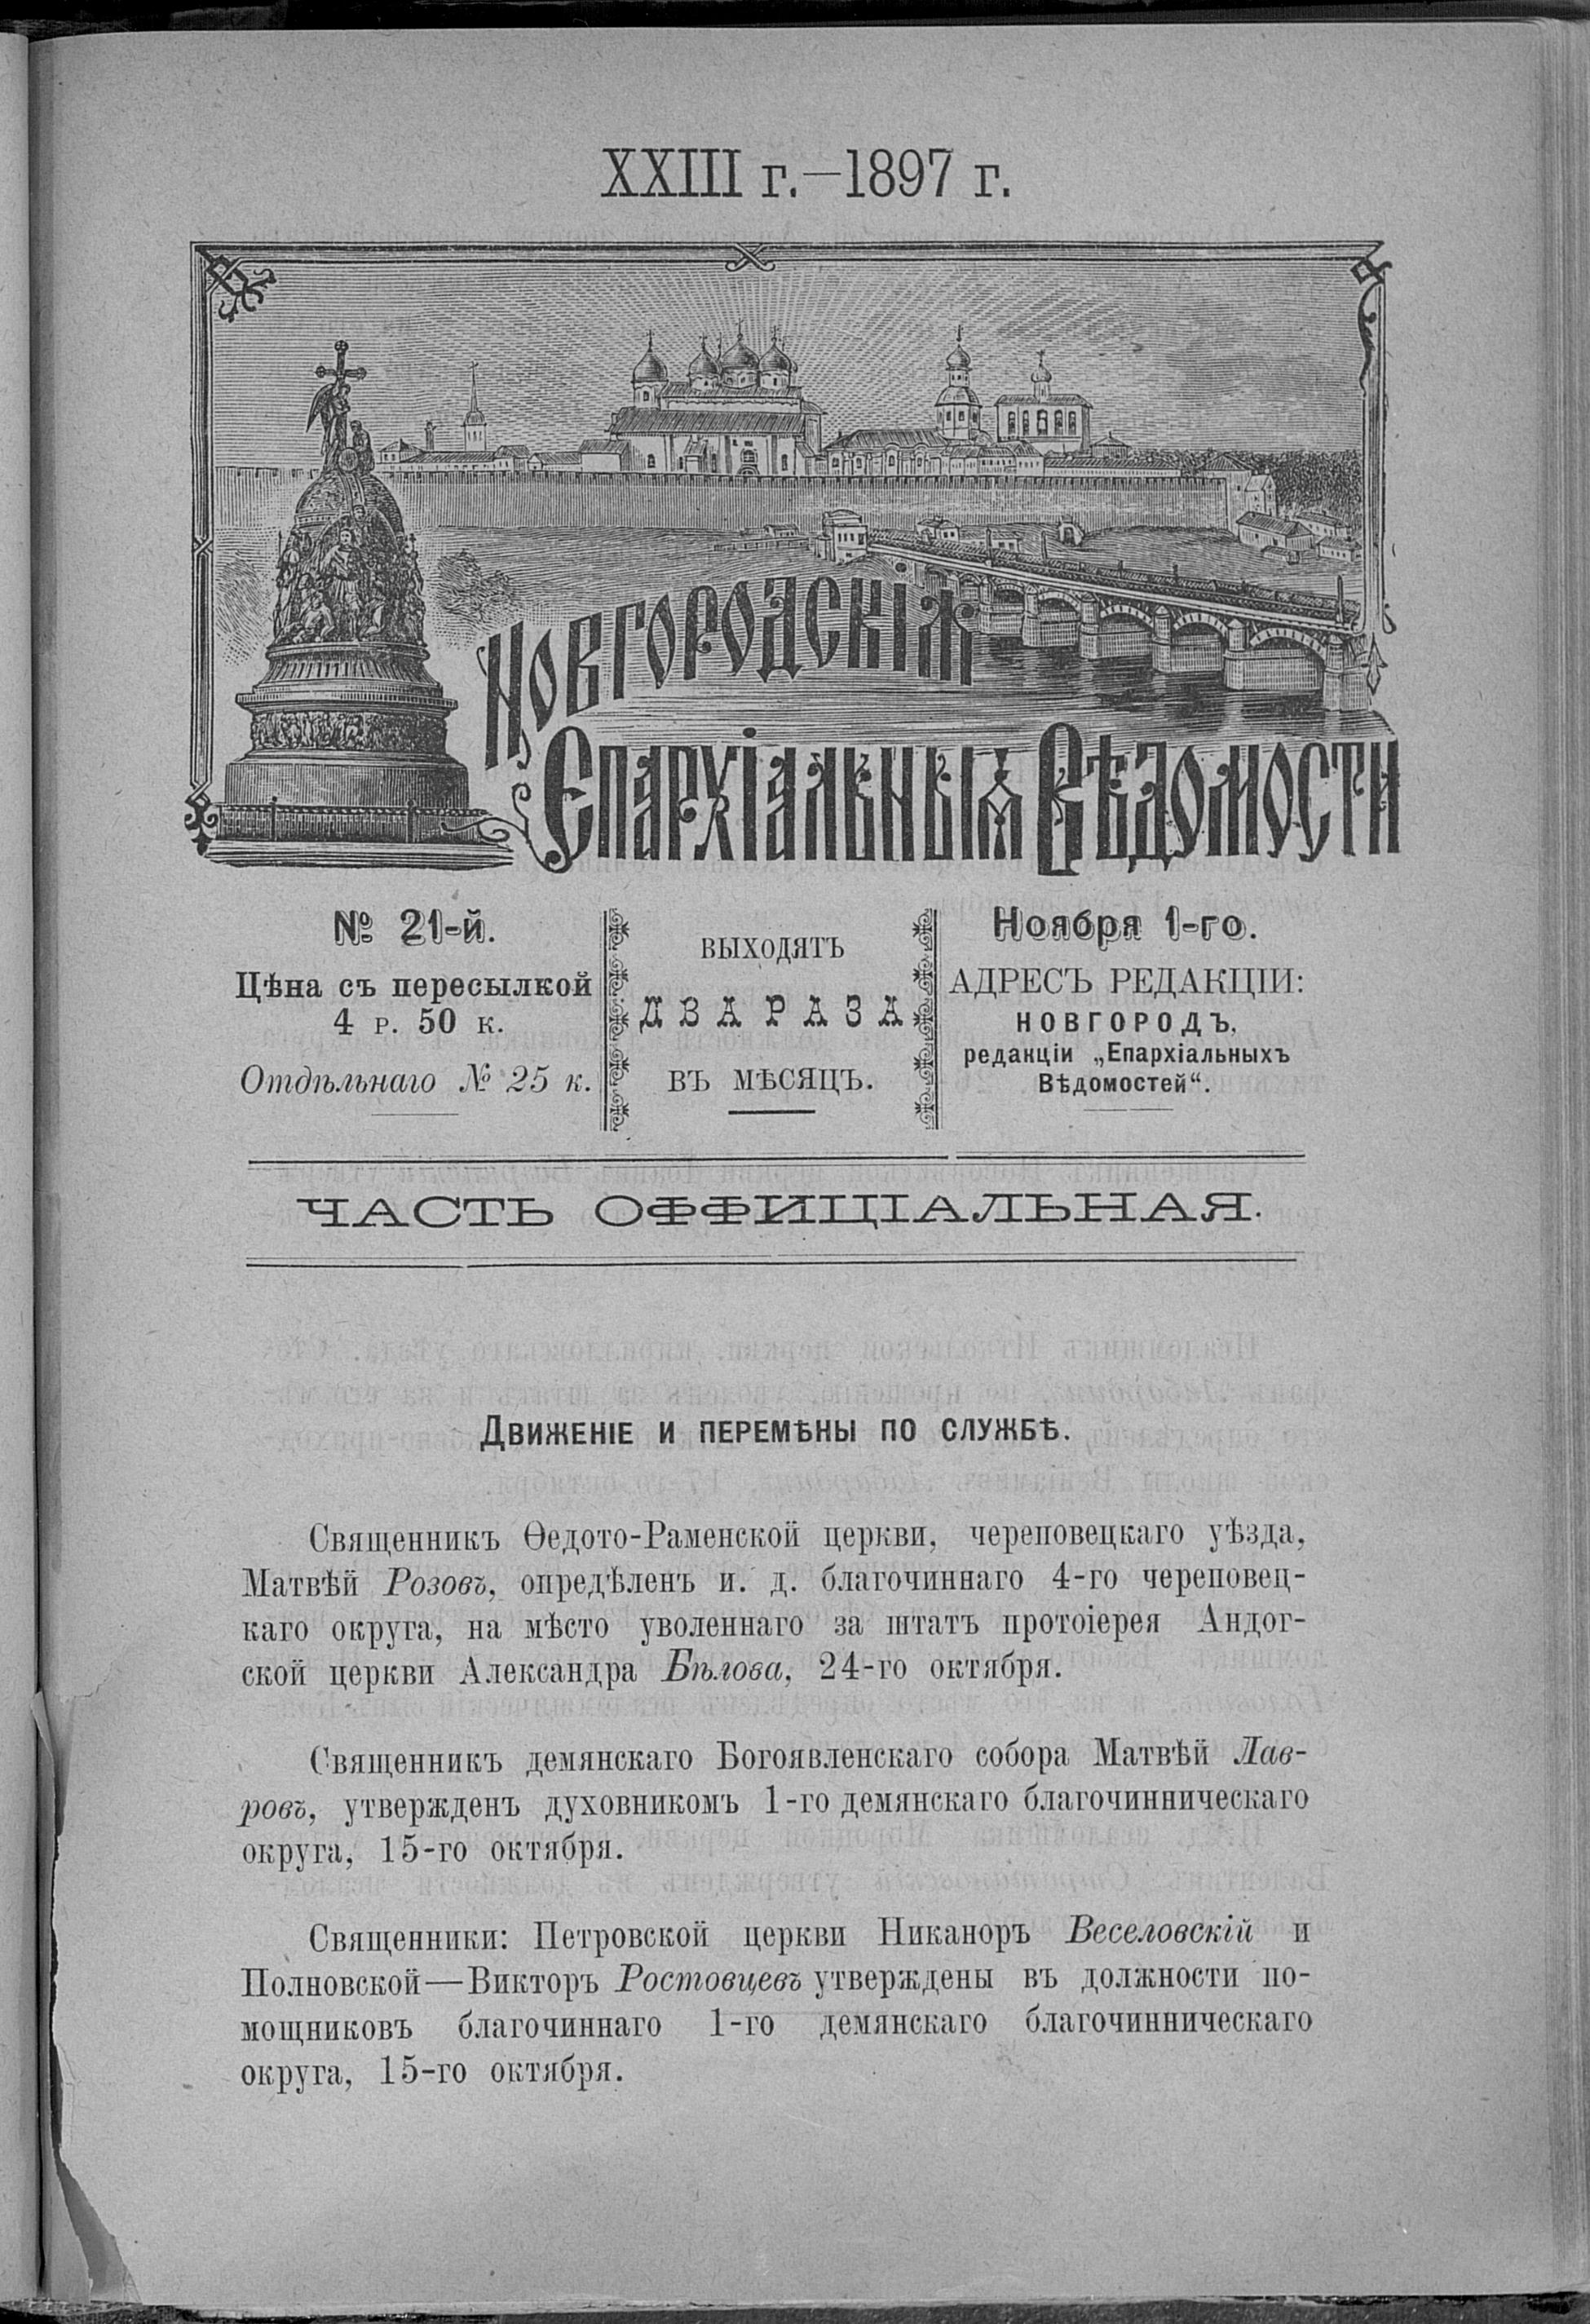 XXIII г.—1897 г.
Новгородскія
Епархіальныя Вѣдомости
№ 21-й.
Цѣна съ пересылкой
4 р. 50 к.
Отдѣльнаго № 25 к.
ВЫХОДЯТЪ
ДВА РАЗА
ВЪ МѢСЯЦЪ.
Ноября 1-го.
АДРЕСЪ РЕДАКЦІИ:
НОВГОРОДЪ,
редакціи „Епархіальныхъ
Вѣдомостей“.
ЧАСТЬ ОФФИЦІАЛЬНАЯ.
Движеніе и перемѣны по службѣ.
Священникъ Ѳедото-Раменской церкви, череповецкаго уѣзда,
Матвѣй Розовъ, опредѣленъ и. д. благочиннаго 4-го череповец-
каго округа, на мѣсто уволеннаго за штатъ протоіерея Андог-
ской церкви Александра Бѣлова, 24-го октября.
Священникъ демянскаго Богоявленскаго собора Матвѣй Лав-
ровъ, утвержденъ духовникомъ 1-го демянскаго благочинническаго
округа, 15-го октября.
Священники: Петровской церкви Никаноръ Веселовскій и
Полновской—Викторъ Ростовцевъ утверждены въ должности по-
мощниковъ благочиннаго 1-го демянскаго благочинническаго
округа, 15-го октября.